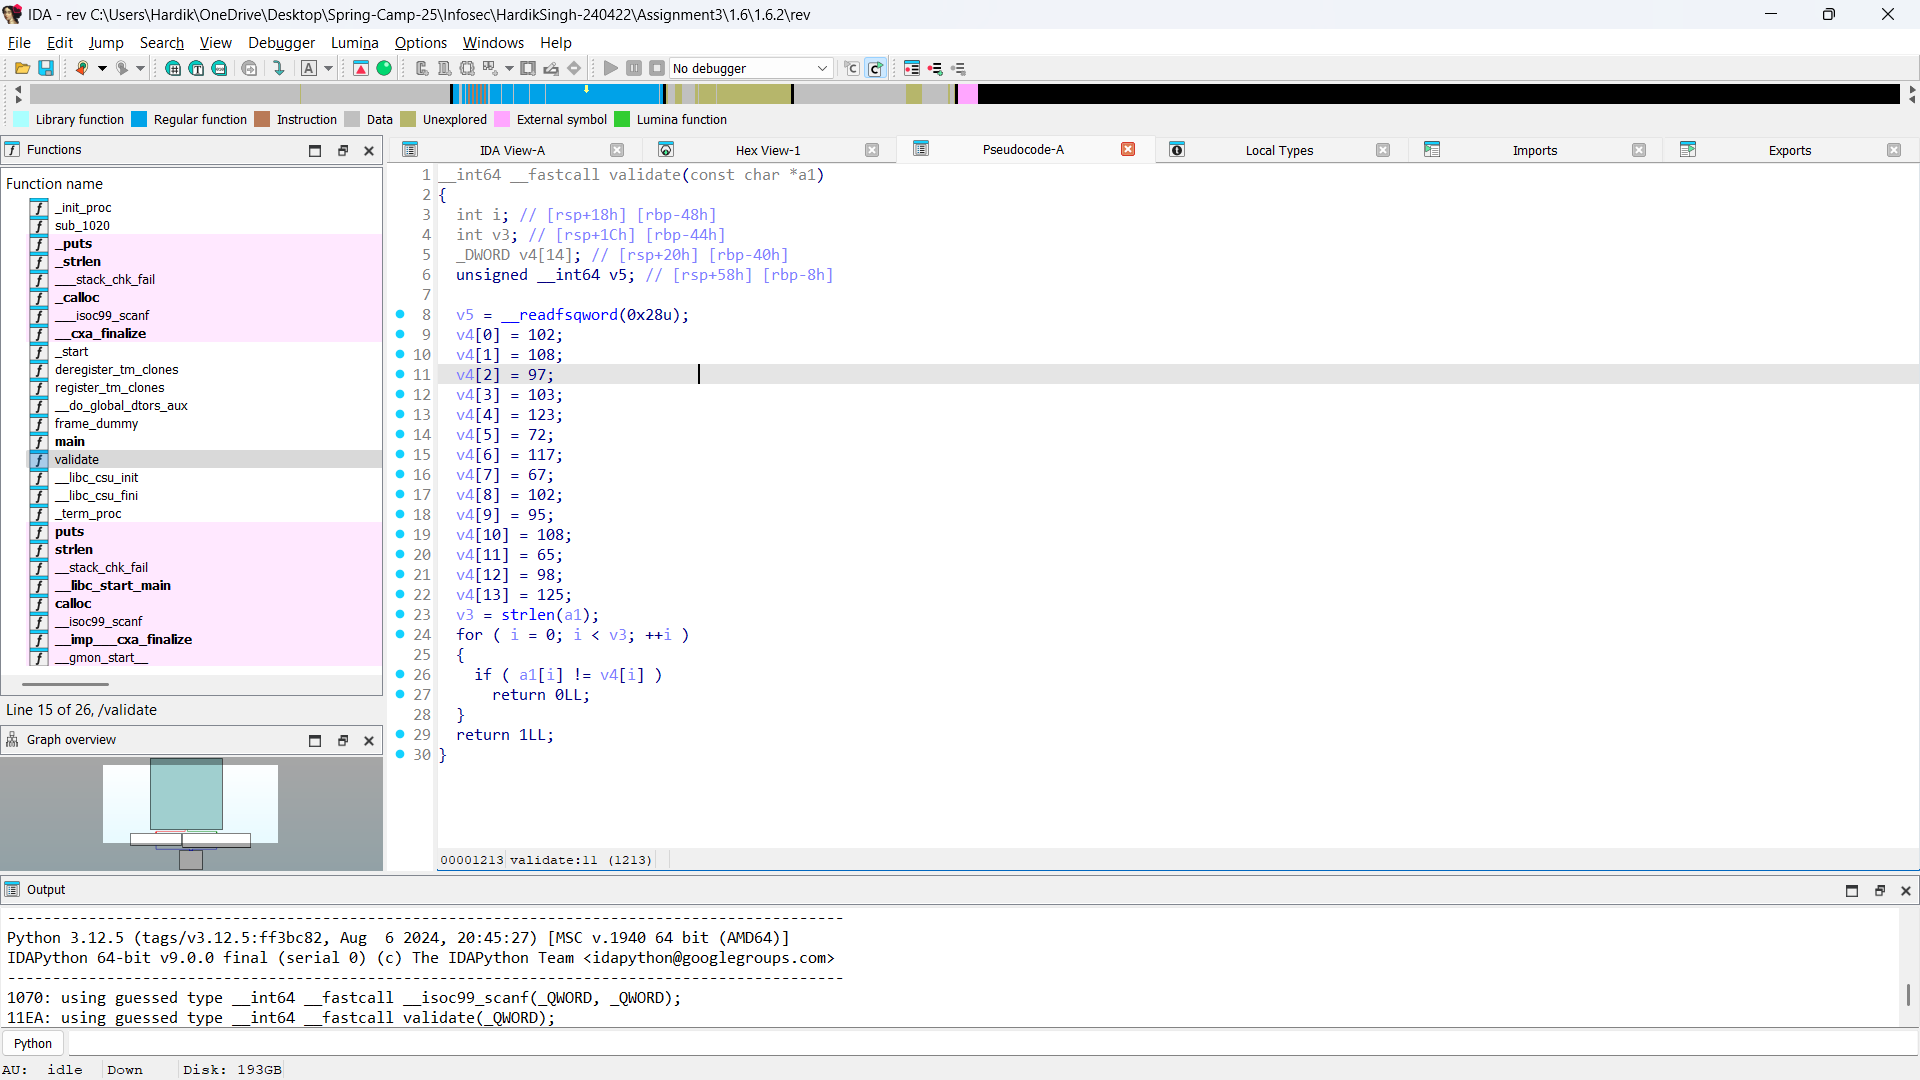 IDA - rev C:\Users\Hardik\OneDrive\Desktop\Spring-Camp-25\Infosec\HardikSingh-240422\Assignment3\1.6\1.6.2\rev
File Edit Jump Search View Debugger Lumina Options Windows Help
No debugger
Library function Regular function Instruction Data Unexplored External symbol Lumina function
Functions
Function name
_init_proc
sub_1020
_puts
_strlen
___stack_chk_fail
_calloc
___isoc99_scanf
__cxa_finalize
_start
deregister_tm_clones
register_tm_clones
__do_global_dtors_aux
frame_dummy
main
validate
__libc_csu_init
__libc_csu_fini
_term_proc
puts
strlen
__stack_chk_fail
__libc_start_main
calloc
__isoc99_scanf
__imp___cxa_finalize
__gmon_start__
Line 15 of 26, /validate
Graph overview
IDA View-A Hex View-1 Pseudocode-A Local Types Imports Exports
1 __int64 __fastcall validate(const char *a1)
2 {
3 int i; // [rsp+18h] [rbp-48h]
4 int v3; // [rsp+1Ch] [rbp-44h]
5 _DWORD v4[14]; // [rsp+20h] [rbp-40h]
6 unsigned __int64 v5; // [rsp+58h] [rbp-8h]
7
8 v5 = __readfsqword(0x28u);
9 v4[0] = 102;
10 v4[1] = 108;
11 v4[2] = 97;
12 v4[3] = 103;
13 v4[4] = 123;
14 v4[5] = 72;
15 v4[6] = 117;
16 v4[7] = 67;
17 v4[8] = 102;
18 v4[9] = 95;
19 v4[10] = 108;
20 v4[11] = 65;
21 v4[12] = 98;
22 v4[13] = 125;
23 v3 = strlen(a1);
24 for ( i = 0; i < v3; ++i )
25 {
26 if ( a1[i] != v4[i] )
27 return 0LL;
28 }
29 return 1LL;
30 }
00001213 validate:11 (1213)
Output
---------------------------------------------------------------------------------------------
Python 3.12.5 (tags/v3.12.5:ff3bc82, Aug  6 2024, 20:45:27) [MSC v.1940 64 bit (AMD64)]
IDAPython 64-bit v9.0.0 final (serial 0) (c) The IDAPython Team <idapython@googlegroups.com>
---------------------------------------------------------------------------------------------
1070: using guessed type __int64 __fastcall __isoc99_scanf(_QWORD, _QWORD);
11EA: using guessed type __int64 __fastcall validate(_QWORD);
Python
AU: idle Down Disk: 193GB